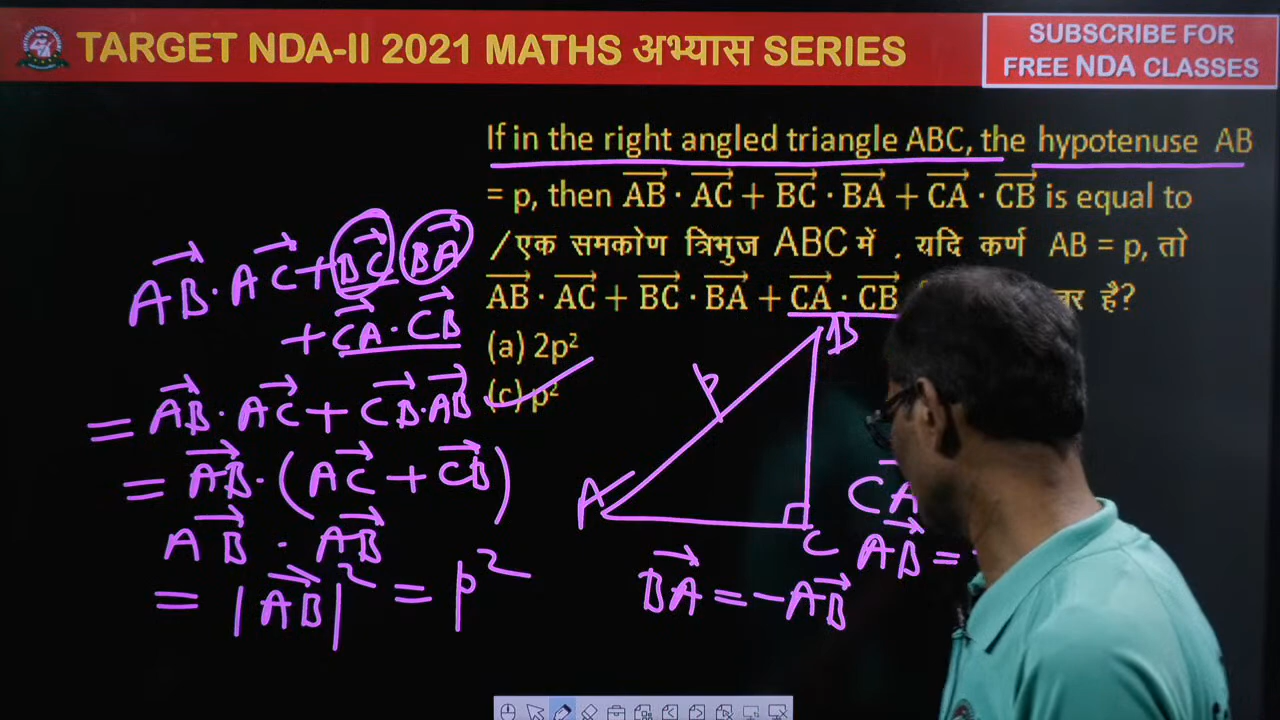 TARGET NDA-II 2021 MATHS अभ्यास SERIES
SUBSCRIBE FOR
FREE NDA CLASSES
If in the right angled triangle ABC, the hypotenuse AB
= p, then AB⃗ · AC⃗ + BC⃗ · BA⃗ + CA⃗ · CB⃗ is equal to
/एक समकोण त्रिभुज ABC में , यदि कर्ण AB = p, तो
AB⃗ · AC⃗ + BC⃗ · BA⃗ + CA⃗ · CB⃗ है?
(a) 2p²
(c) p²
AB⃗ · AC⃗ + BC⃗ BA⃗
+ CA⃗ · CB⃗
= AB⃗ · AC⃗ + CB⃗ · AB⃗
= AB⃗ · (AC⃗ + CB⃗)
AB⃗ · AB⃗
= |AB⃗|² = p²
B
p
A
C
CA⃗
AB⃗ =
BA⃗ = −AB⃗